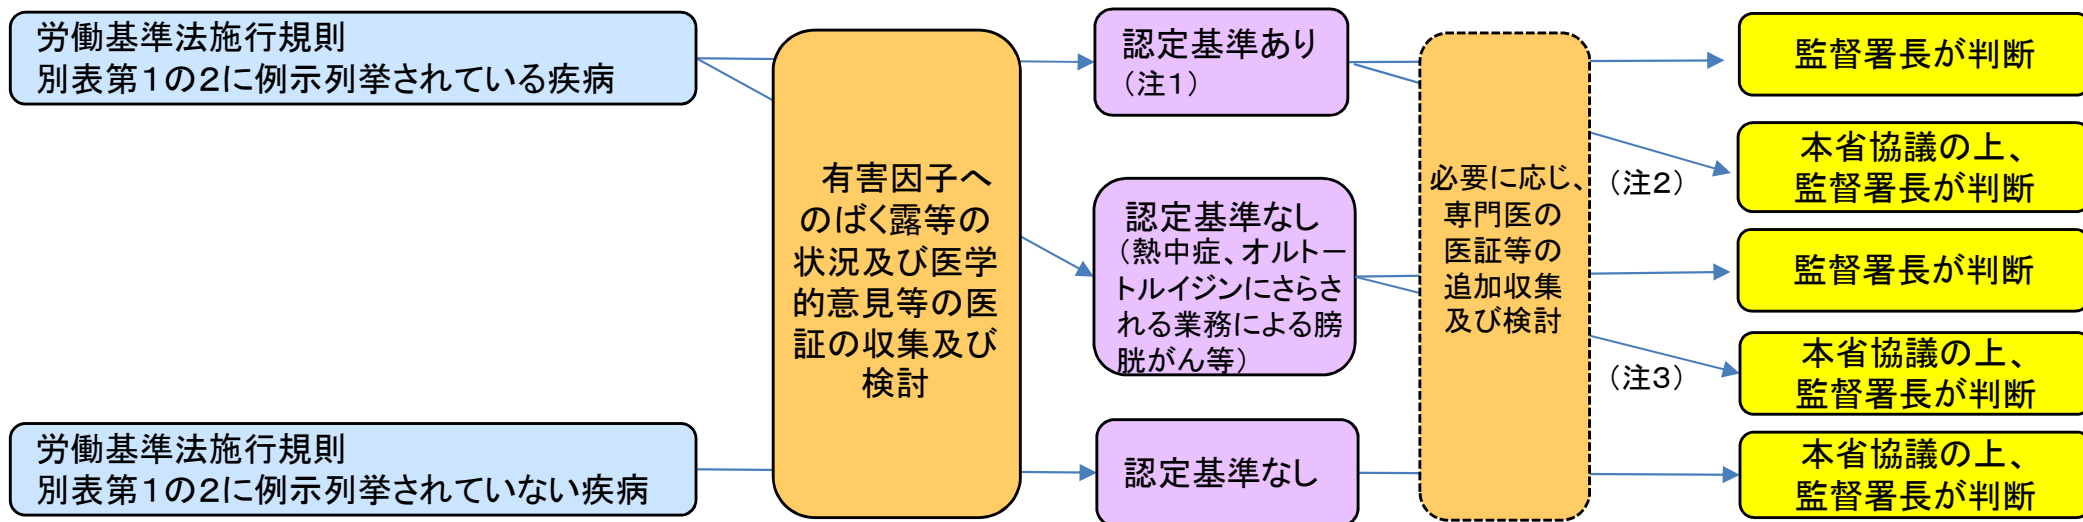 労働基準法施行規則
別表第1の2に例示列挙されている疾病
労働基準法施行規則
別表第1の2に例示列挙されていない疾病
有害因子へ
のばく露等の
状況及び医学
的意見等の医
証の収集及び
検討
認定基準あり
（注1）
認定基準なし
（熱中症、オルトー
トルイジンにさらさ
れる業務による膀
胱がん等）
認定基準なし
必要に応じ、
専門医の
医証等の
追加収集
及び検討
（注2）
（注3）
監督署長が判断
本省協議の上、
監督署長が判断
監督署長が判断
本省協議の上、
監督署長が判断
本省協議の上、
監督署長が判断